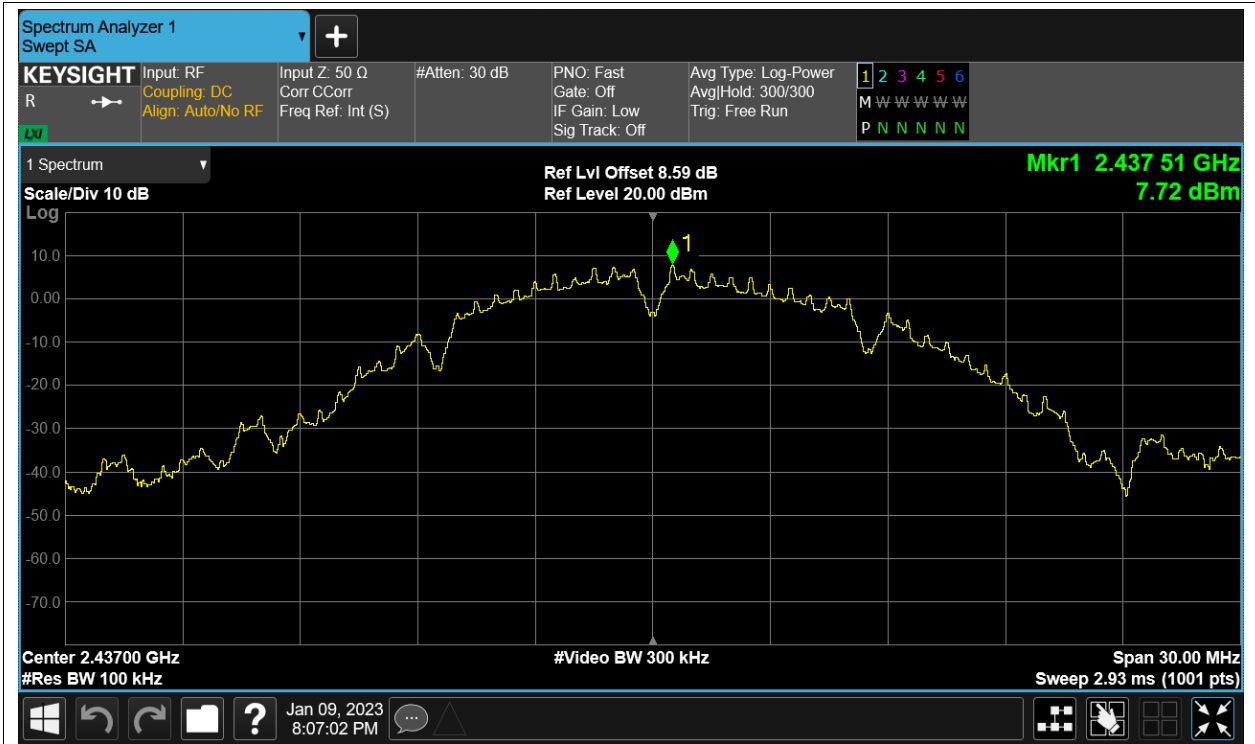 Spectrum Analyzer 1
Swept SA
KEYSIGHT
R
LXI
Input: RF
Coupling: DC
Align: Auto/No RF
Input Z: 50 Ω
Corr CCorr
Freq Ref: Int (S)
#Atten: 30 dB
PNO: Fast
Gate: Off
IF Gain: Low
Sig Track: Off
Avg Type: Log-Power
Avg|Hold: 300/300
Trig: Free Run
1 2 3 4 5 6
M W W W W W
P N N N N N
1 Spectrum
Scale/Div 10 dB
Log
Ref Lvl Offset 8.59 dB
Ref Level 20.00 dBm
Mkr1 2.437 51 GHz
7.72 dBm
1
10.0
0.00
-10.0
-20.0
-30.0
-40.0
-50.0
-60.0
-70.0
Center 2.43700 GHz
#Res BW 100 kHz
#Video BW 300 kHz
Span 30.00 MHz
Sweep 2.93 ms (1001 pts)
?
Jan 09, 2023
8:07:02 PM